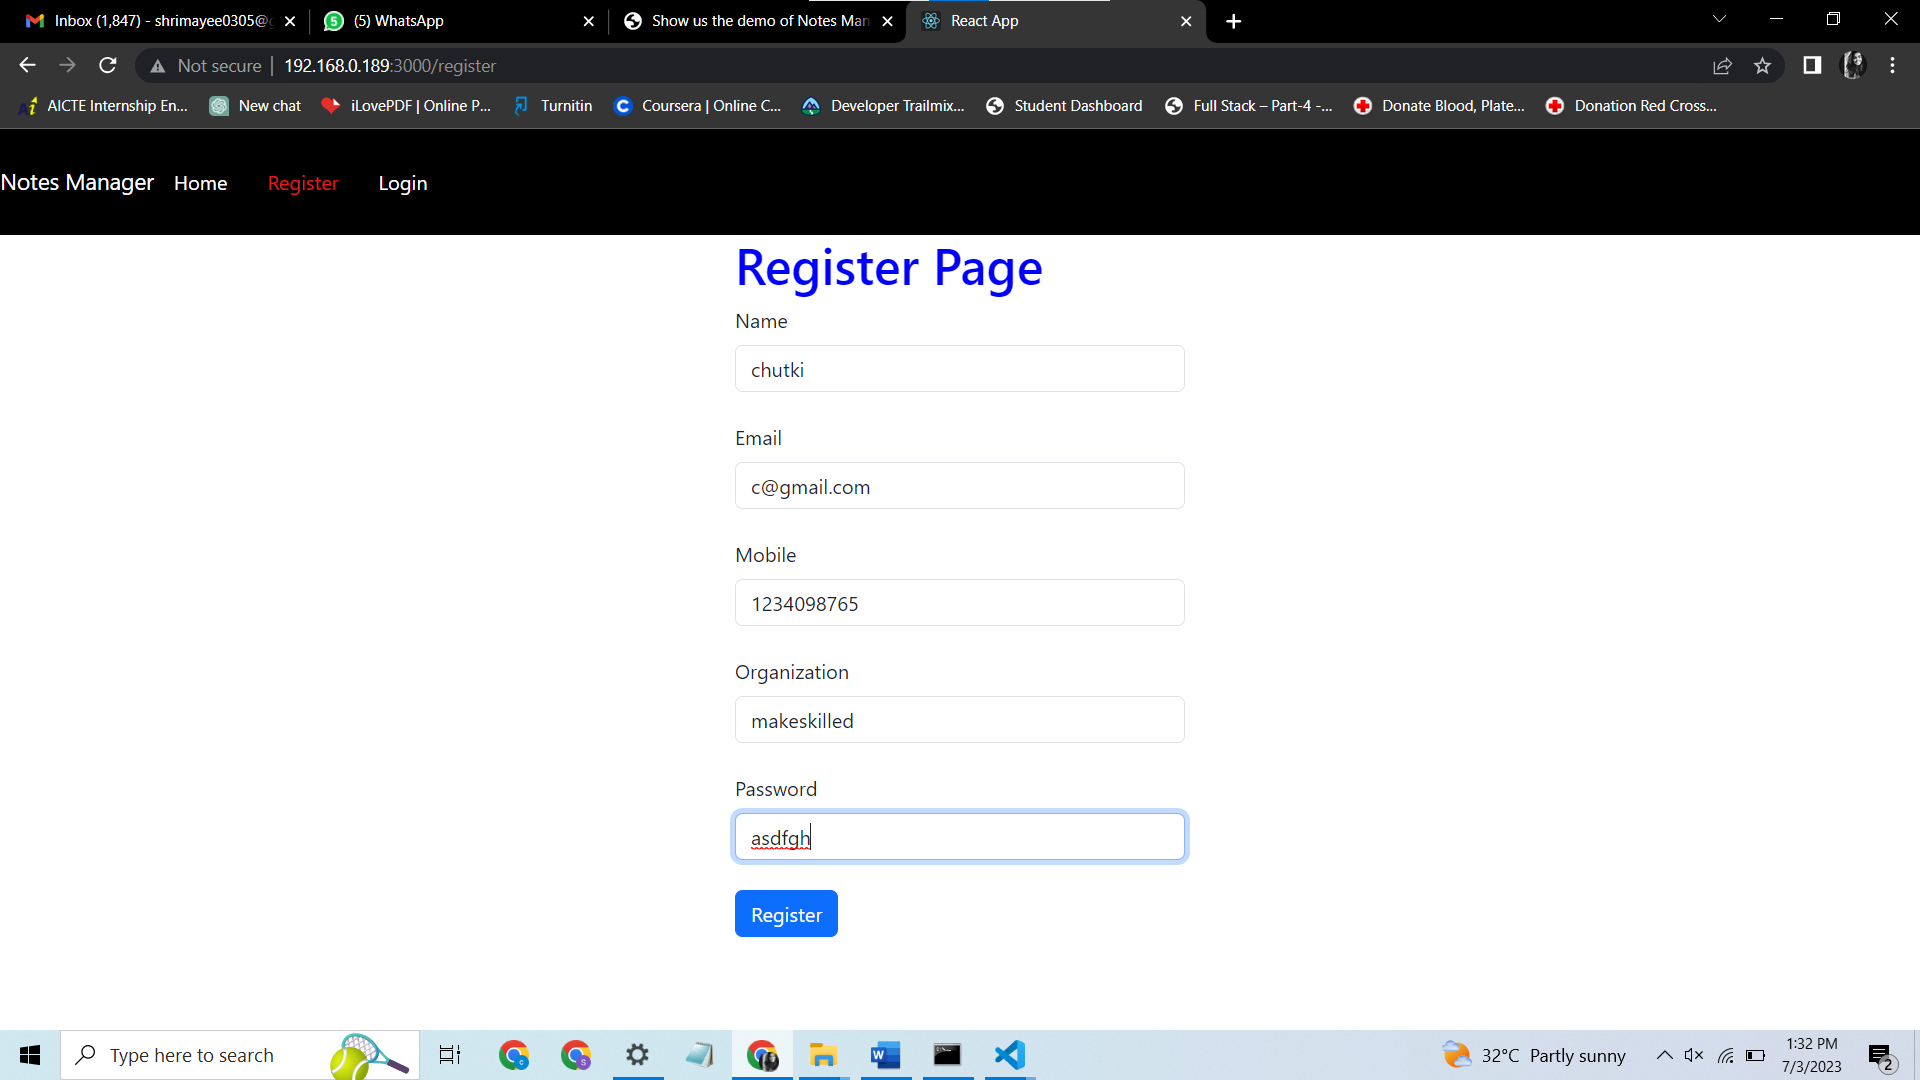 Inbox (1,847) - shrimayee0305@
(5) WhatsApp
Show us the demo of Notes Man
React App
Not secure
192.168.0.189:3000/register
AICTE Internship En...
New chat
iLovePDF | Online P...
Turnitin
Coursera | Online C...
Developer Trailmix...
Student Dashboard
Full Stack – Part-4 -...
Donate Blood, Plate...
Donation Red Cross...
Notes Manager
Home
Register
Login
Register Page
Name
chutki
Email
c@gmail.com
Mobile
1234098765
Organization
makeskilled
Password
asdfgh
Register
Type here to search
32°C Partly sunny
1:32 PM
7/3/2023
2